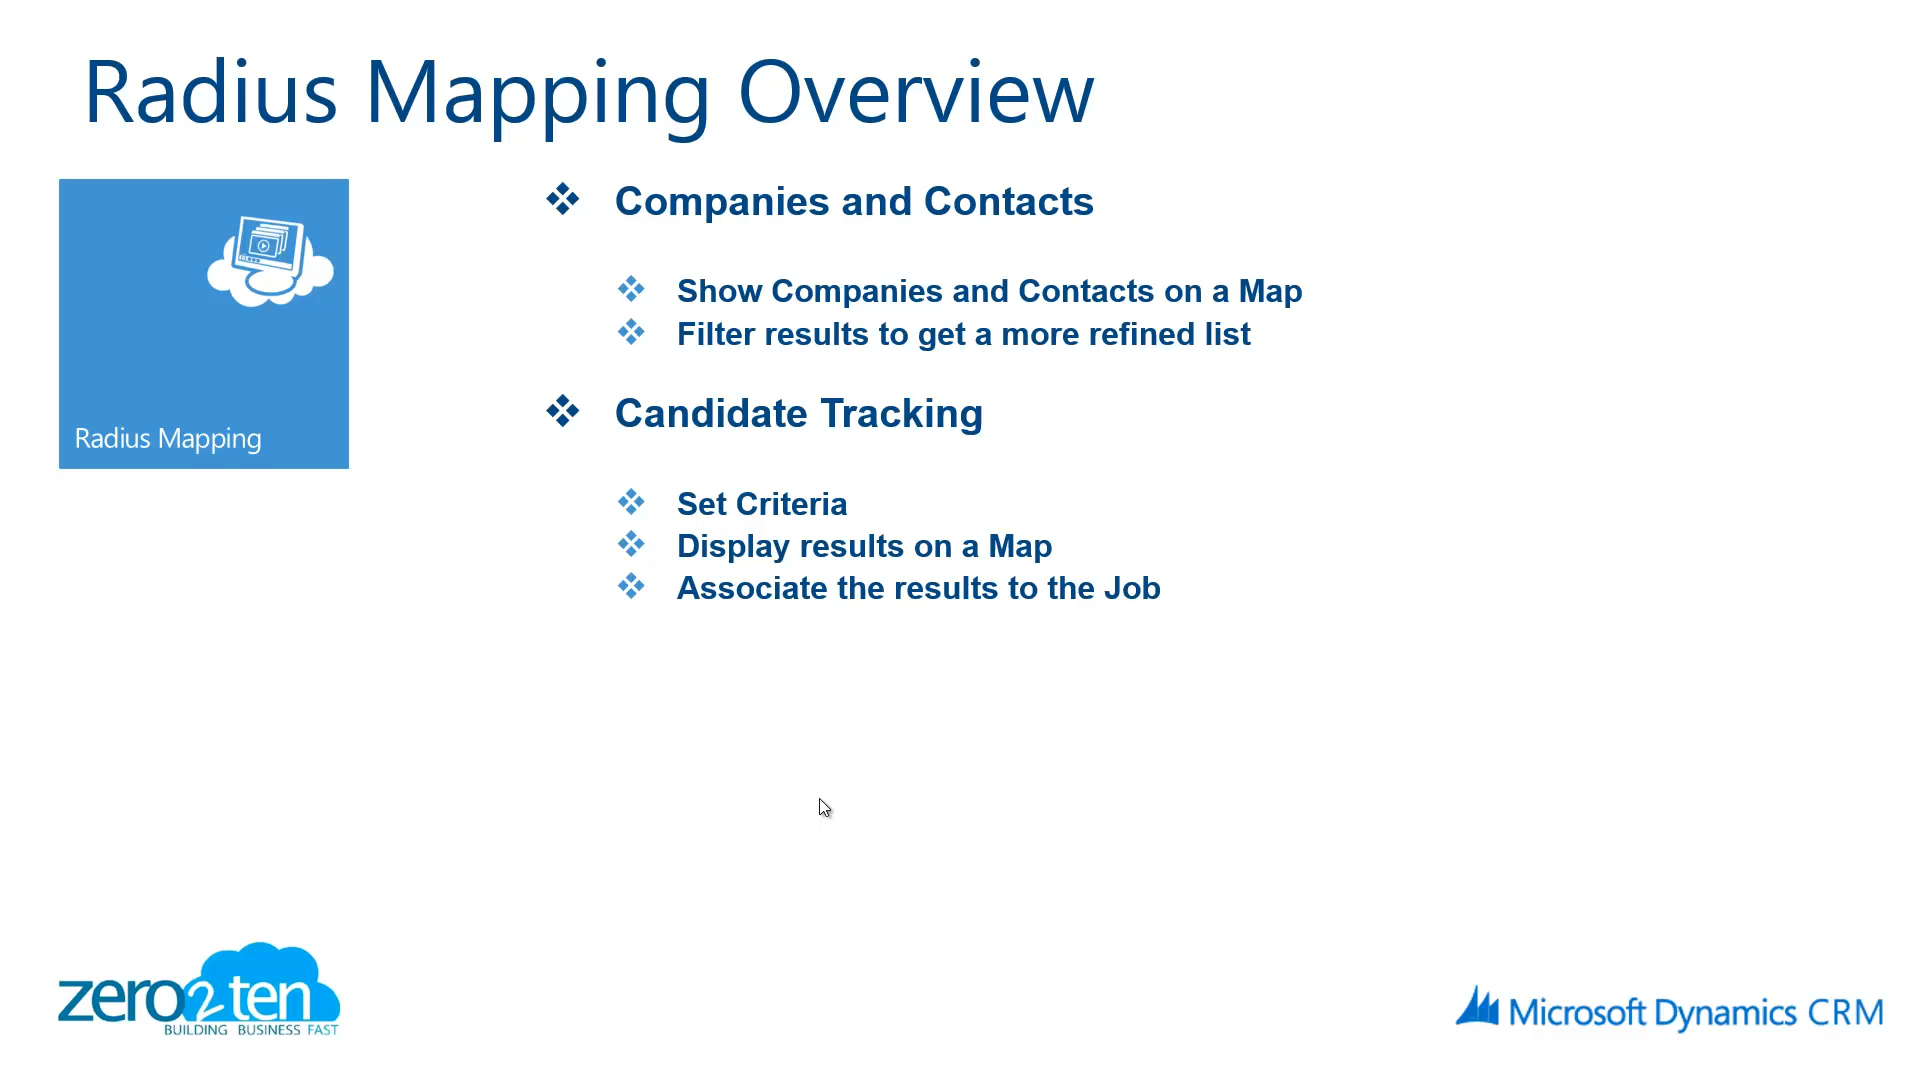 Radius Mapping Overview
Radius Mapping
Companies and Contacts
Show Companies and Contacts on a Map
Filter results to get a more refined list
Candidate Tracking
Set Criteria
Display results on a Map
Associate the results to the Job
zero2ten
BUILDING BUSINESS FAST
Microsoft Dynamics CRM